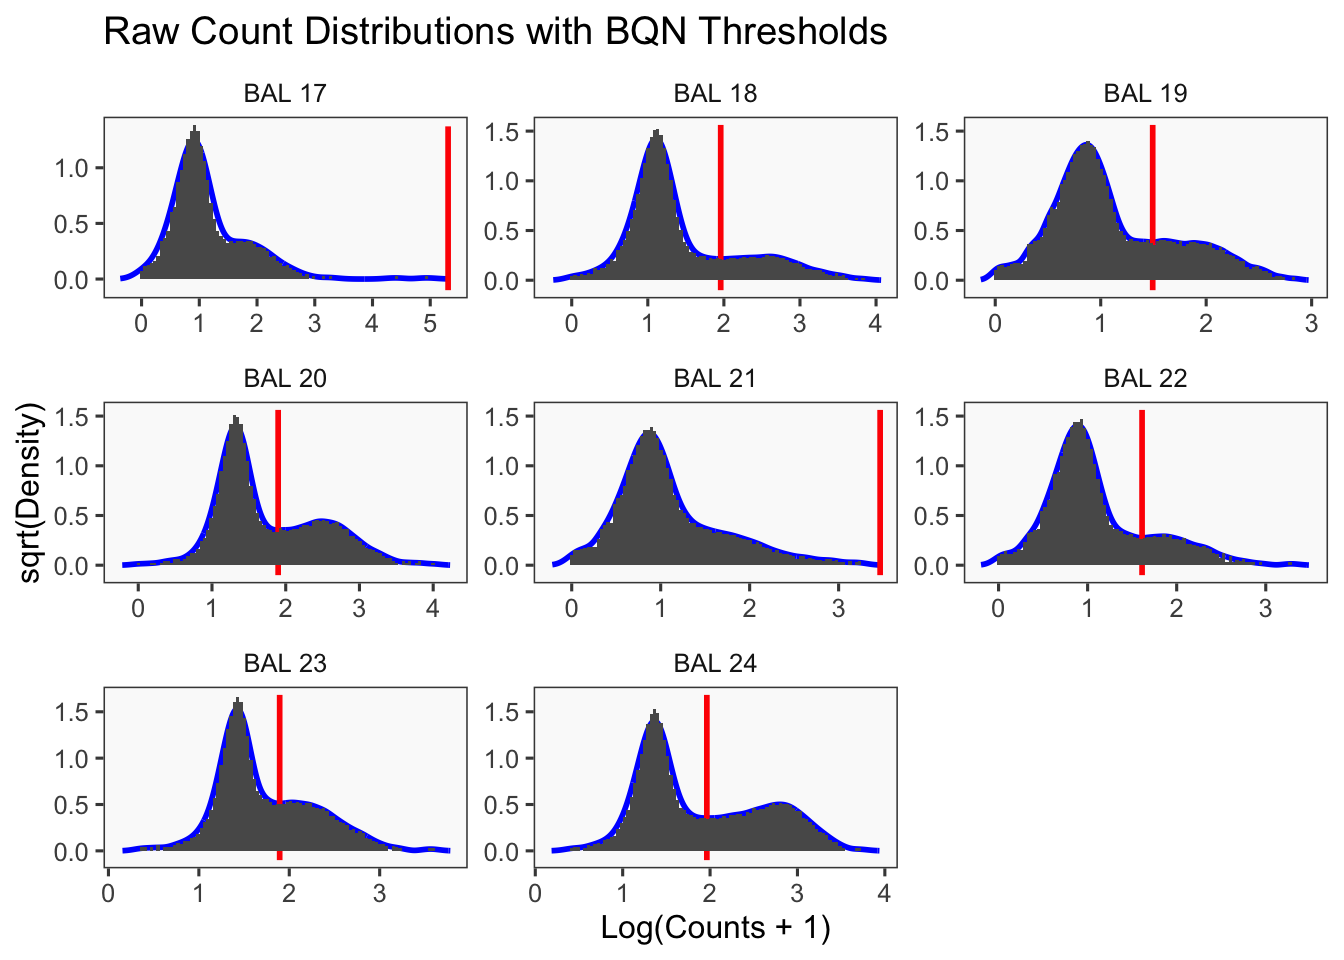 Raw Count Distributions with BQN Thresholds
BAL 17
BAL 18
BAL 19
1.0
0.5
0.0
0 1 2 3 4 5
1.5
1.0
0.5
0.0
0 1 2 3 4
1.5
1.0
0.5
0.0
0 1 2 3
BAL 20
BAL 21
BAL 22
sqrt(Density)
1.5
1.0
0.5
0.0
0 1 2 3 4
1.5
1.0
0.5
0.0
0 1 2 3
1.5
1.0
0.5
0.0
0 1 2 3
BAL 23
BAL 24
1.5
1.0
0.5
0.0
0 1 2 3
1.5
1.0
0.5
0.0
0 1 2 3 4
Log(Counts + 1)